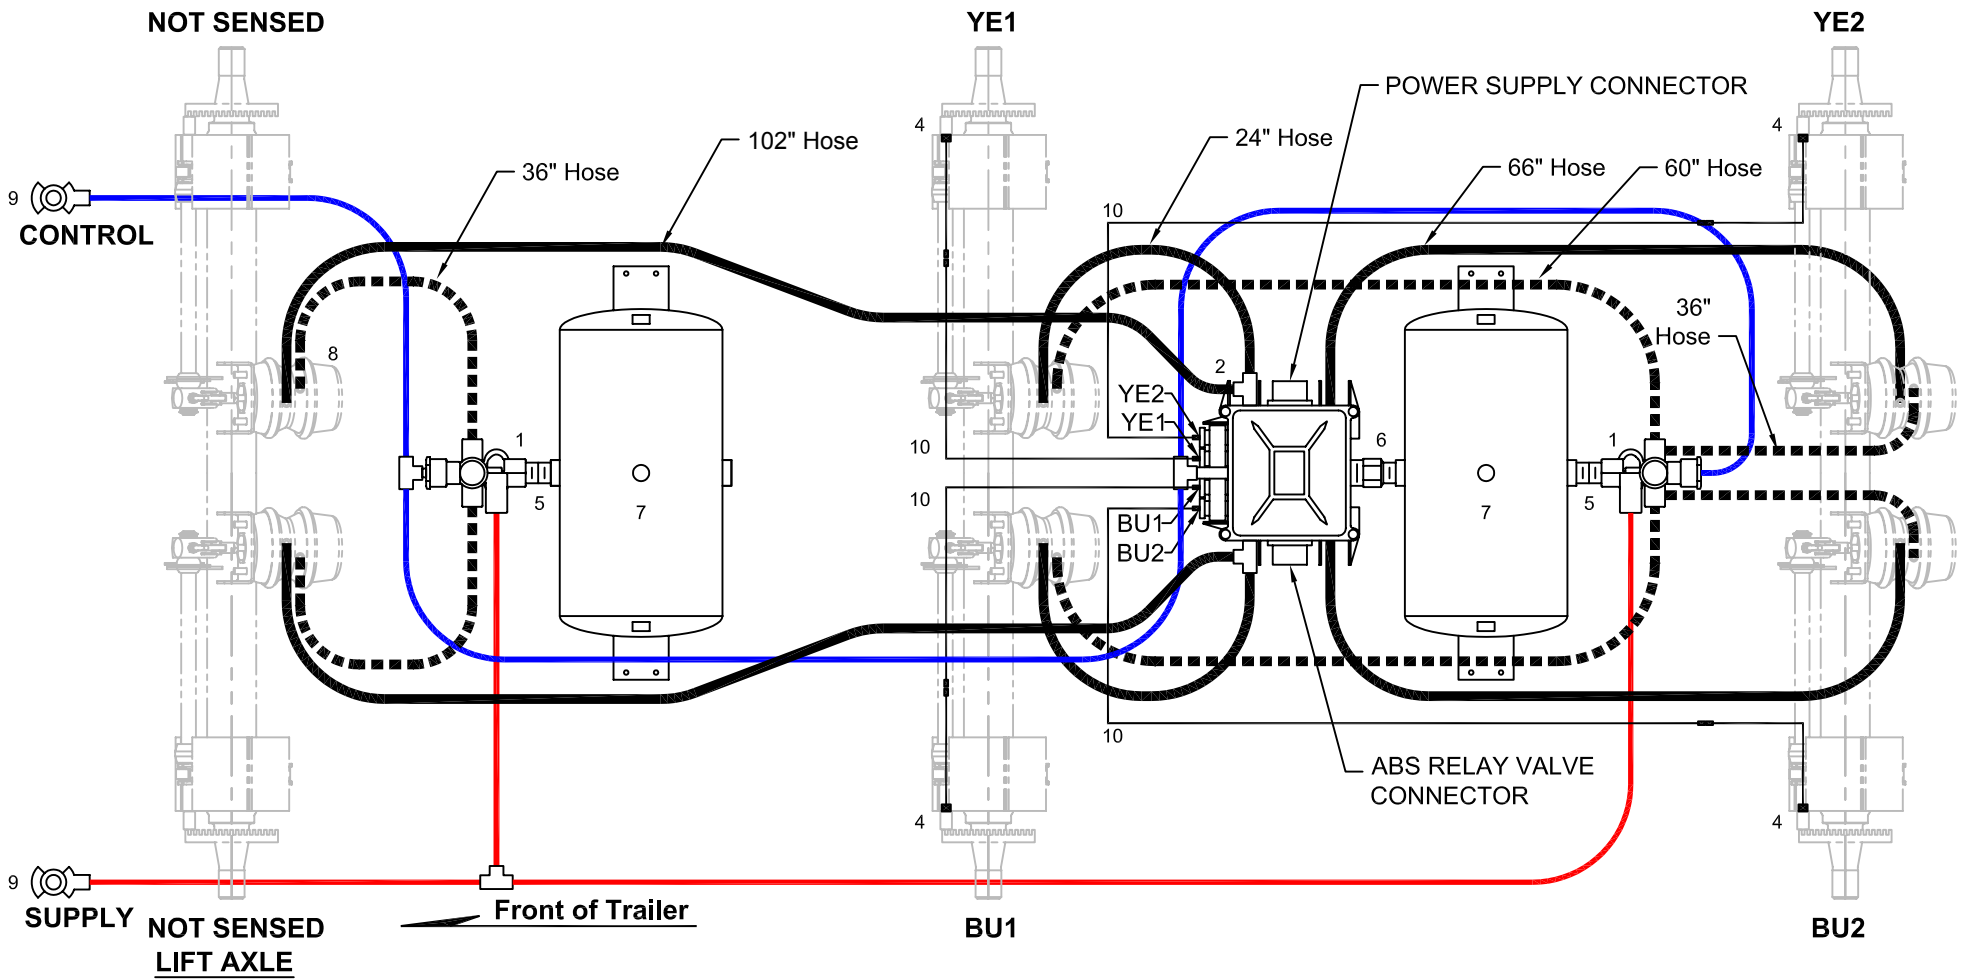 NOT SENSED
YE1
YE2
POWER SUPPLY CONNECTOR
4
4
102" Hose
24" Hose
36" Hose
66" Hose
60" Hose
9
CONTROL
10
36"
Hose
8
2
YE2
YE1
1
6
1
10
10
5
7
7
5
BU1
BU2
10
ABS RELAY VALVE
CONNECTOR
4
4
9
SUPPLY
Front of Trailer
NOT SENSED
BU1
BU2
LIFT AXLE